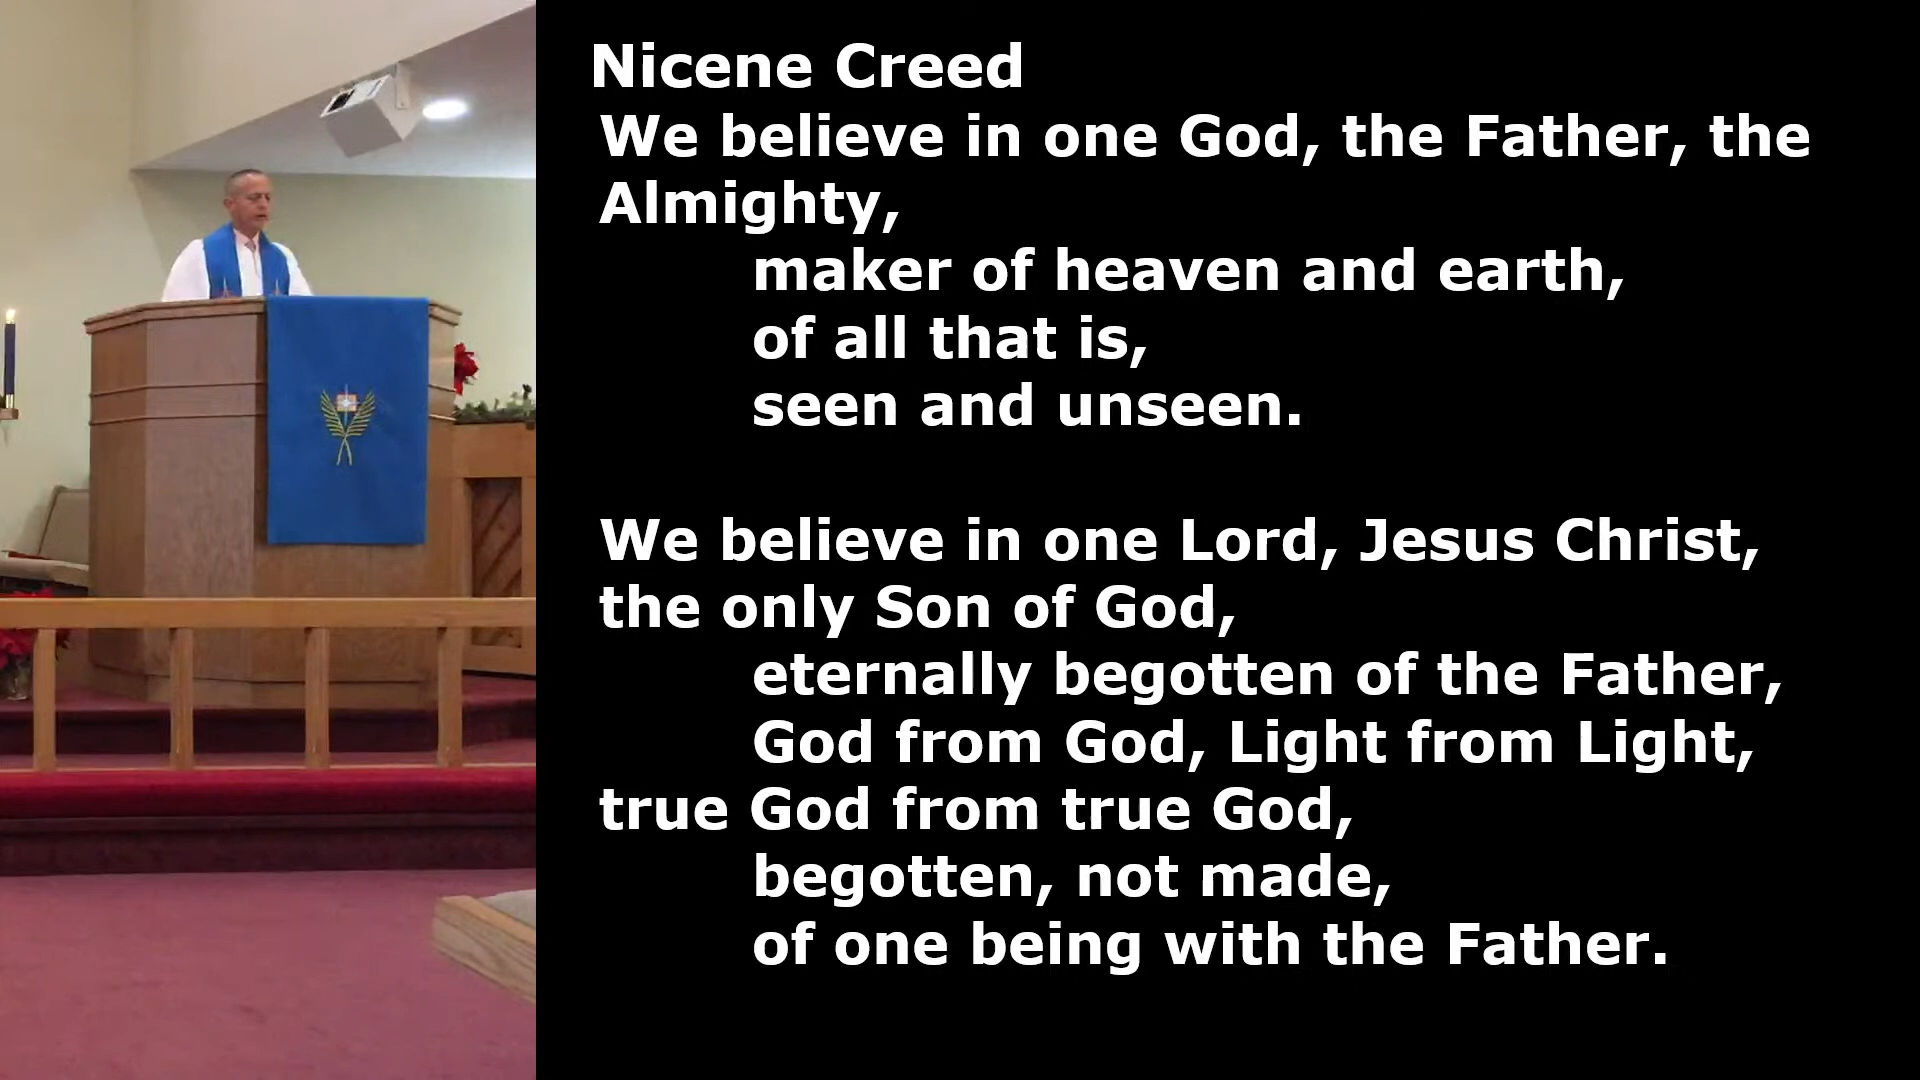 Nicene Creed
We believe in one God, the Father, the
Almighty,
maker of heaven and earth,
of all that is,
seen and unseen.
We believe in one Lord, Jesus Christ,
the only Son of God,
eternally begotten of the Father,
God from God, Light from Light,
true God from true God,
begotten, not made,
of one being with the Father.